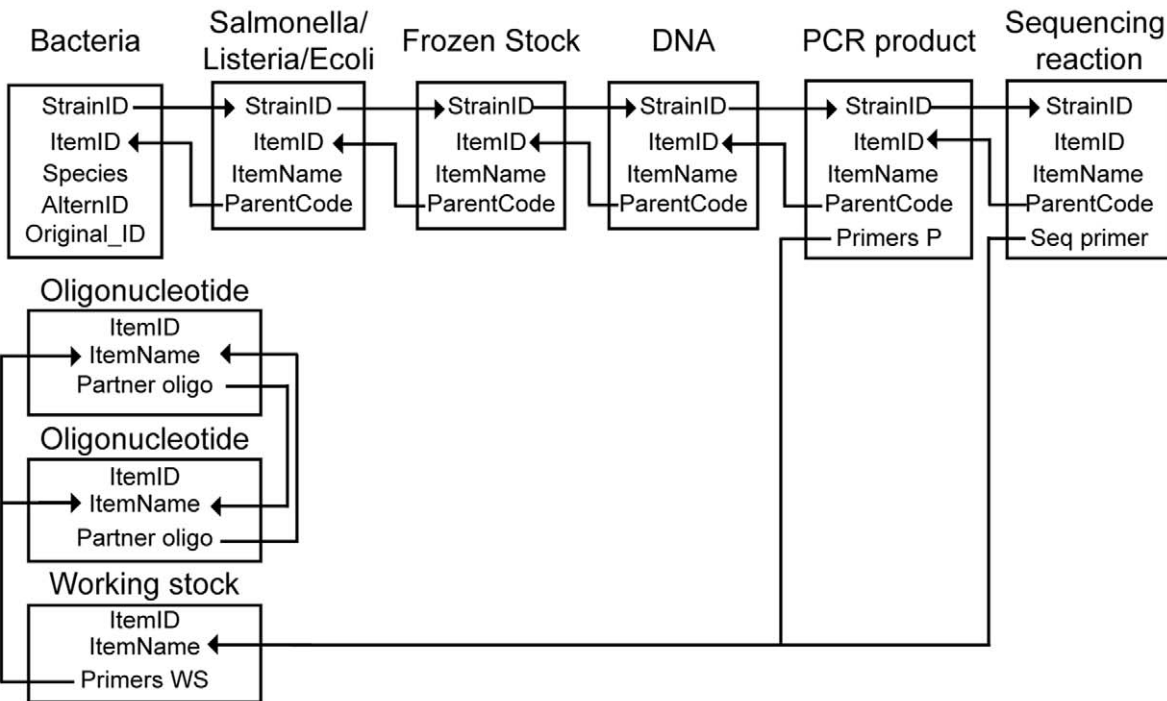 Bacteria
StrainID
ItemID
Species
AlternID
Original_ID
Salmonella/
Listeria/Ecoli
StrainID
ItemID
ItemName
ParentCode
Frozen Stock
StrainID
ItemID
ItemName
ParentCode
DNA
StrainID
ItemID
ItemName
ParentCode
PCR product
StrainID
ItemID
ItemName
ParentCode
Primers P
Sequencing
reaction
StrainID
ItemID
ItemName
ParentCode
Seq primer
Oligonucleotide
ItemID
ItemName
Partner oligo
Oligonucleotide
ItemID
ItemName
Partner oligo
Working stock
ItemID
ItemName
Primers WS